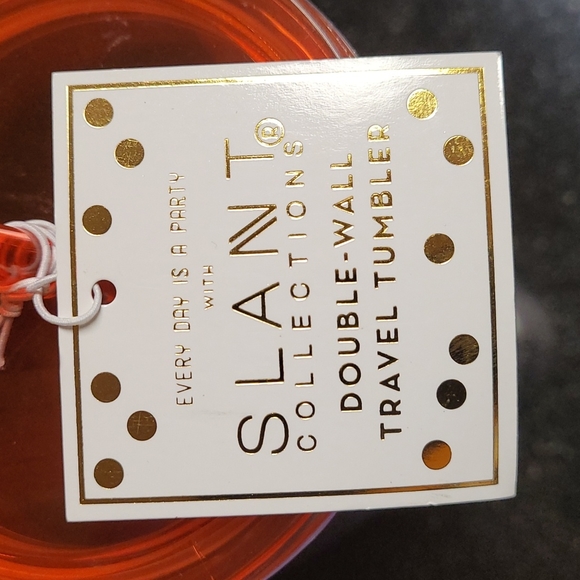 EVERY DAY IS A PARTY
WITH
SLANT®
COLLECTIONS
DOUBLE-WALL
TRAVEL TUMBLER